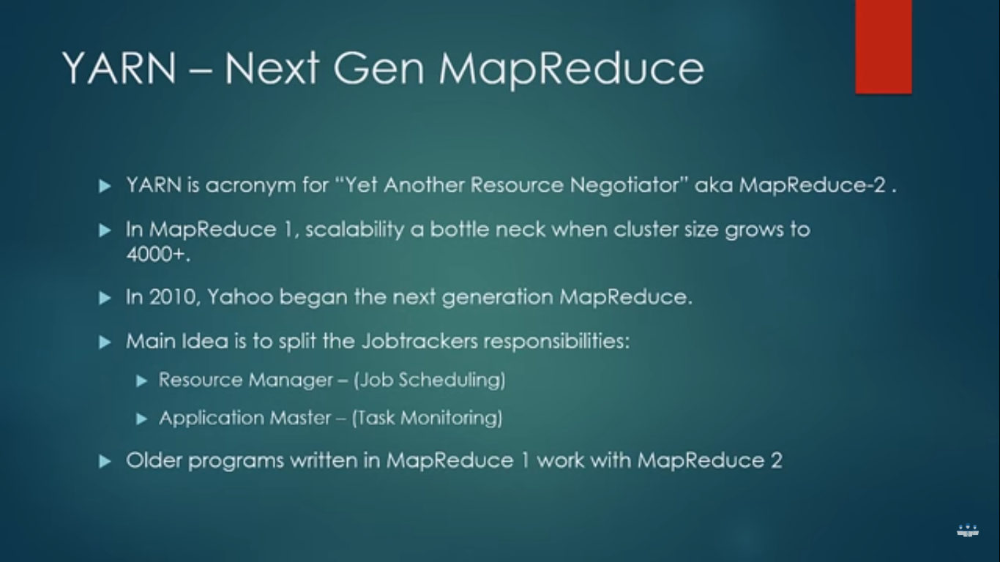 YARN – Next Gen MapReduce
YARN is acronym for “Yet Another Resource Negotiator” aka MapReduce-2 .
In MapReduce 1, scalability a bottle neck when cluster size grows to
4000+.
In 2010, Yahoo began the next generation MapReduce.
Main Idea is to split the Jobtrackers responsibilities:
Resource Manager – (Job Scheduling)
Application Master – (Task Monitoring)
Older programs written in MapReduce 1 work with MapReduce 2